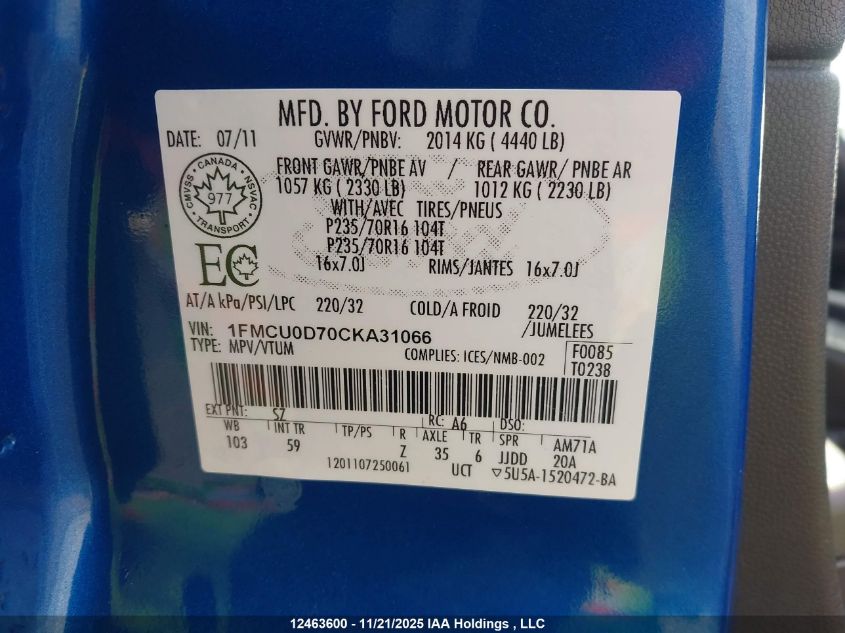 MFD. BY FORD MOTOR CO.
DATE: 07/11 GVWR/PNBV: 2014 KG ( 4440 LB)
FRONT GAWR/PNBE AV / REAR GAWR/ PNBE AR
1057 KG ( 2330 LB) 1012 KG ( 2230 LB)
WITH/AVEC TIRES/PNEUS
P235/70R16 104T
P235/70R16 104T
16x7.0J RIMS/JANTES 16x7.0J
CMVSS • CANADA • NSVAC
977
TRANSPORT
EC
AT/A kPa/PSI/LPC 220/32 COLD/A FROID 220/32
VIN: 1FMCU0D70CKA31066 /JUMELEES
TYPE: MPV/VTUM COMPLIES: ICES/NMB-002 F0085
T0238
EXT PNT: SZ RC: A6 DSO:
WB INT TR TP/PS R AXLE TR SPR AM71A
103 59 Z 35 6 JJDD 20A
1201107250061 UCT ▽5U5A-1520472-BA
12463600 - 11/21/2025 IAA Holdings , LLC